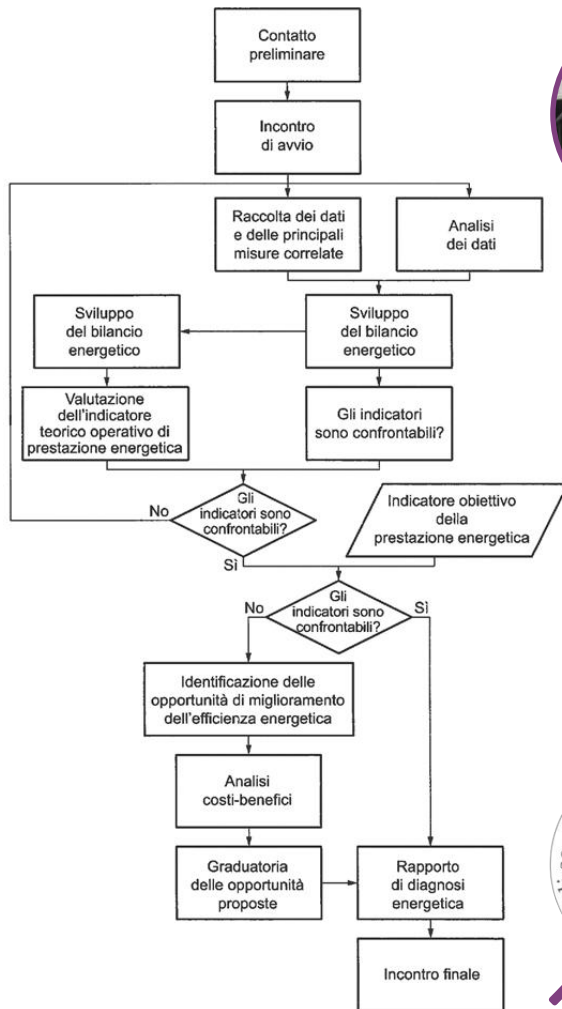 Contatto
preliminare
Incontro
di avvio
Raccolta dei dati
e delle principali
misure correlate
Analisi
dei dati
Sviluppo
del bilancio
energetico
Sviluppo
del bilancio
energetico
Valutazione
dell'indicatore
teorico operativo di
prestazione energetica
Gli indicatori
sono confrontabili?
No
Gli
indicatori sono
confrontabili?
Indicatore obiettivo
della
prestazione energetica
Sì
No
Gli
indicatori sono
confrontabili?
Sì
Identificazione delle
opportunità di miglioramento
dell'efficienza energetica
Analisi
costi-benefici
Graduatoria
delle opportunità
proposte
Rapporto
di diagnosi
energetica
Incontro finale